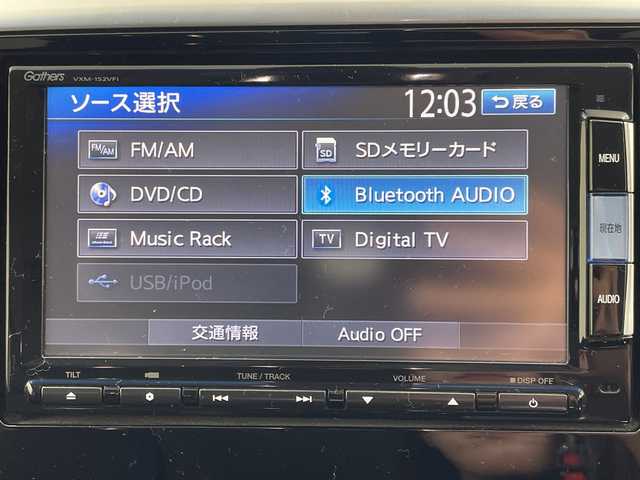 Gathers
VXM-152VFi
ソース選択
12:03
戻る
FM/AM
FM/AM
SD
SDメモリーカード
DVD/CD
Bluetooth AUDIO
Music Rack
TV
Digital TV
USB/iPod
交通情報
Audio OFF
MENU
現在地
AUDIO
TILT
TUNE / TRACK
VOLUME
DISP OFF